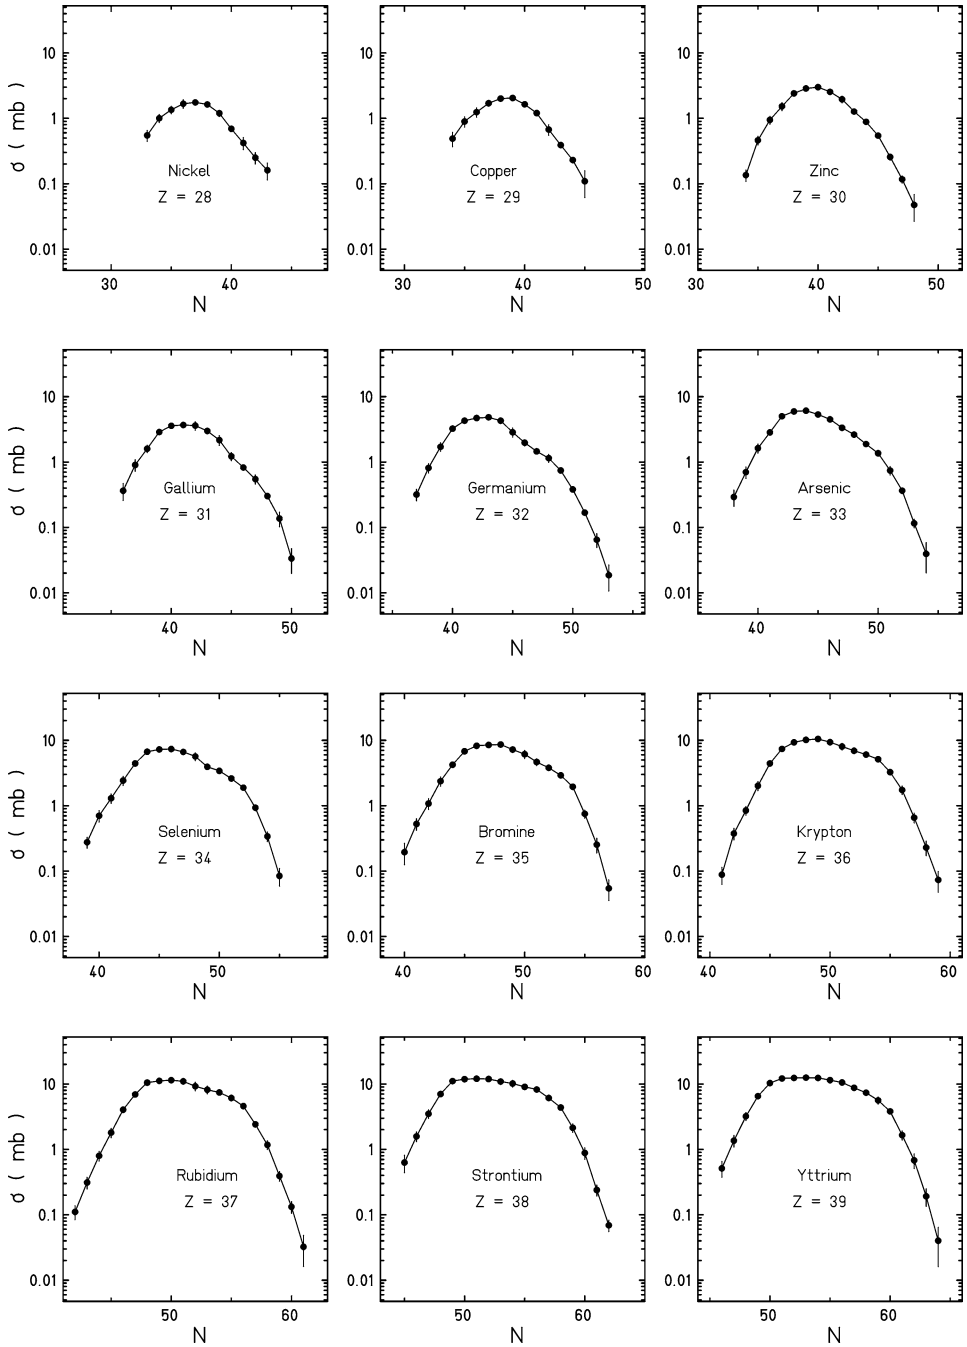 σ ( mb )
10
1
0.1
0.01
Nickel
Z = 28
30 40
N
Copper
Z = 29
30 40 50
N
Zinc
Z = 30
30 40 50
N
σ ( mb )
10
1
0.1
0.01
Gallium
Z = 31
40 50
N
Germanium
Z = 32
40 50
N
Arsenic
Z = 33
40 50
N
σ ( mb )
10
1
0.1
0.01
Selenium
Z = 34
40 50
N
Bromine
Z = 35
40 50 60
N
Krypton
Z = 36
40 50 60
N
σ ( mb )
10
1
0.1
0.01
Rubidium
Z = 37
50 60
N
Strontium
Z = 38
50 60
N
Yttrium
Z = 39
50 60
N